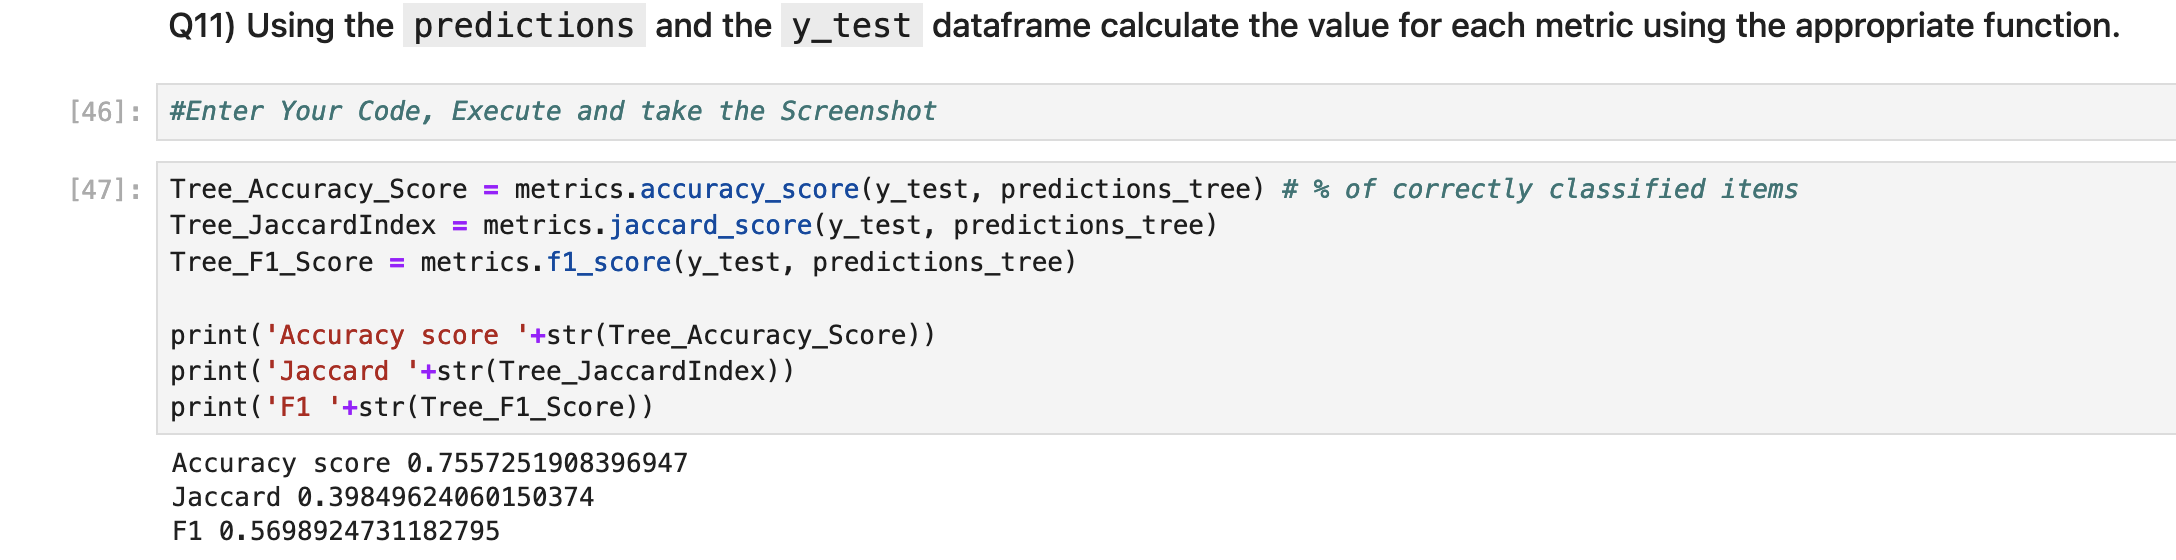 Q11) Using the predictions and the y_test dataframe calculate the value for each metric using the appropriate function.
[46]: #Enter Your Code, Execute and take the Screenshot
[47]: Tree_Accuracy_Score = metrics.accuracy_score(y_test, predictions_tree) # % of correctly classified items
Tree_JaccardIndex = metrics.jaccard_score(y_test, predictions_tree)
Tree_F1_Score = metrics.f1_score(y_test, predictions_tree)
print('Accuracy score '+str(Tree_Accuracy_Score))
print('Jaccard '+str(Tree_JaccardIndex))
print('F1 '+str(Tree_F1_Score))
Accuracy score 0.7557251908396947
Jaccard 0.39849624060150374
F1 0.5698924731182795